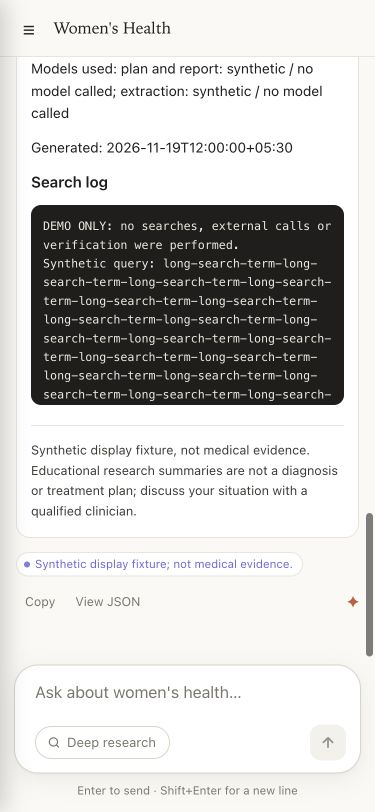 Women's Health
Models used: plan and report: synthetic / no
model called; extraction: synthetic / no model
called
Generated: 2026-11-19T12:00:00+05:30
Search log
DEMO ONLY: no searches, external calls or
verification were performed.
Synthetic query: long-search-term-long-
search-term-long-search-term-long-search-
term-long-search-term-long-search-term-
long-search-term-long-search-term-long-
search-term-long-search-term-long-search-
term-long-search-term-long-search-term-
long-search-term-long-search-term-long-
search-term-long-search-term-long-search-
Synthetic display fixture, not medical evidence.
Educational research summaries are not a diagnosis
or treatment plan; discuss your situation with a
qualified clinician.
Synthetic display fixture; not medical evidence.
Copy View JSON
Ask about women's health...
Deep research
Enter to send · Shift+Enter for a new line